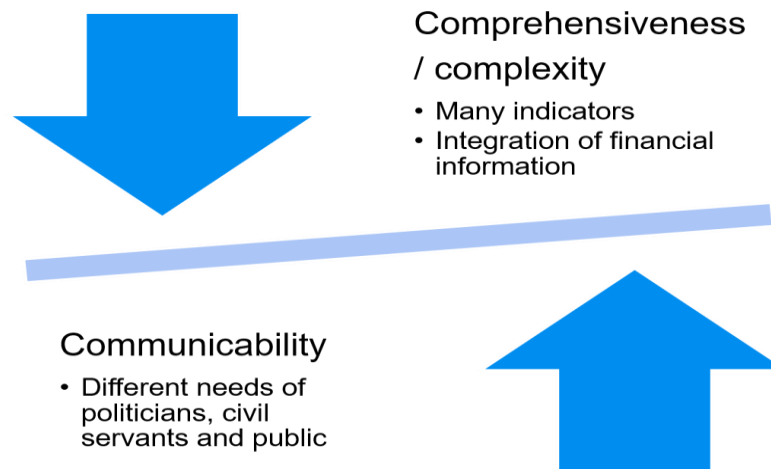 Comprehensiveness
/ complexity
• Many indicators
• Integration of financial
information
Communicability
• Different needs of
politicians, civil
servants and public